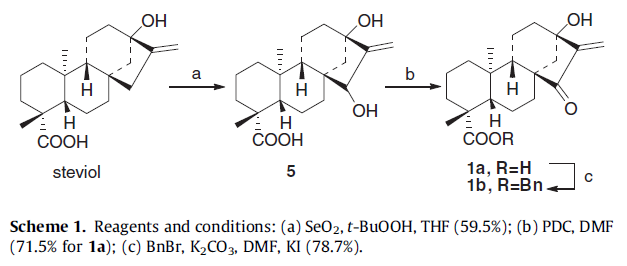 OH
OH
OH
a
b
H
H
H
OH
O
H
H
H
COOH
COOH
COOR
steviol
5
1a, R=H
1b, R=Bn
c
Scheme 1. Reagents and conditions: (a) SeO₂, t-BuOOH, THF (59.5%); (b) PDC, DMF
(71.5% for 1a); (c) BnBr, K₂CO₃, DMF, KI (78.7%).